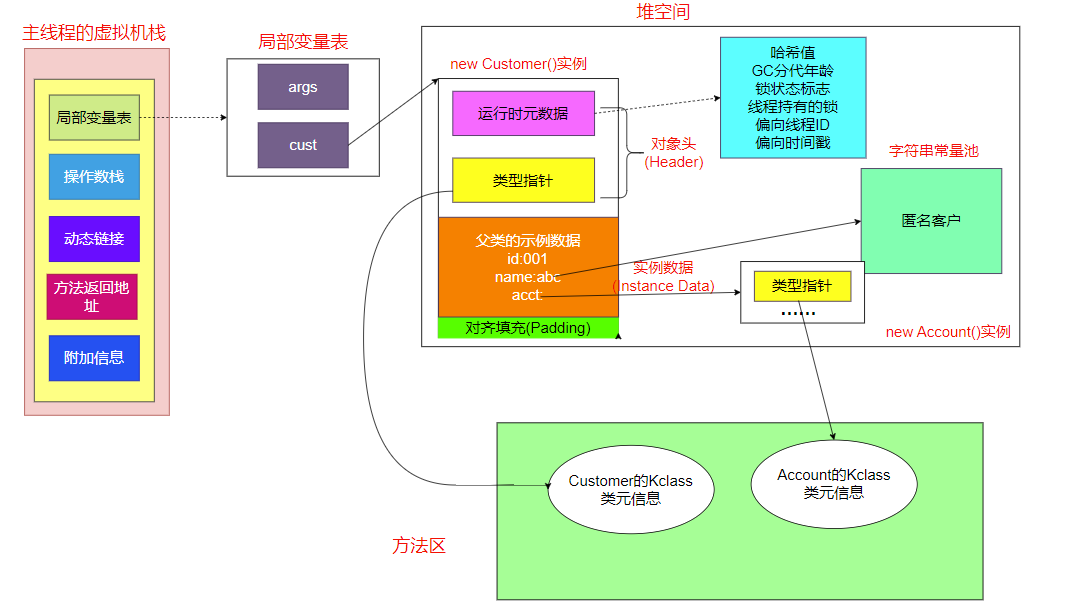 主线程的虚拟机栈
局部变量表
操作数栈
动态链接
方法返回地
址
附加信息
局部变量表
args
cust
堆空间
new Customer()实例
运行时元数据
类型指针
对象头
(Header)
父类的示例数据
id:001
name:abc
acct:
对齐填充(Padding)
实例数据
(Instance Data)
哈希值
GC分代年龄
锁状态标志
线程持有的锁
偏向线程ID
偏向时间戳
字符串常量池
匿名客户
类型指针
......
new Account()实例
方法区
Customer的Kclass
类元信息
Account的Kclass
类元信息